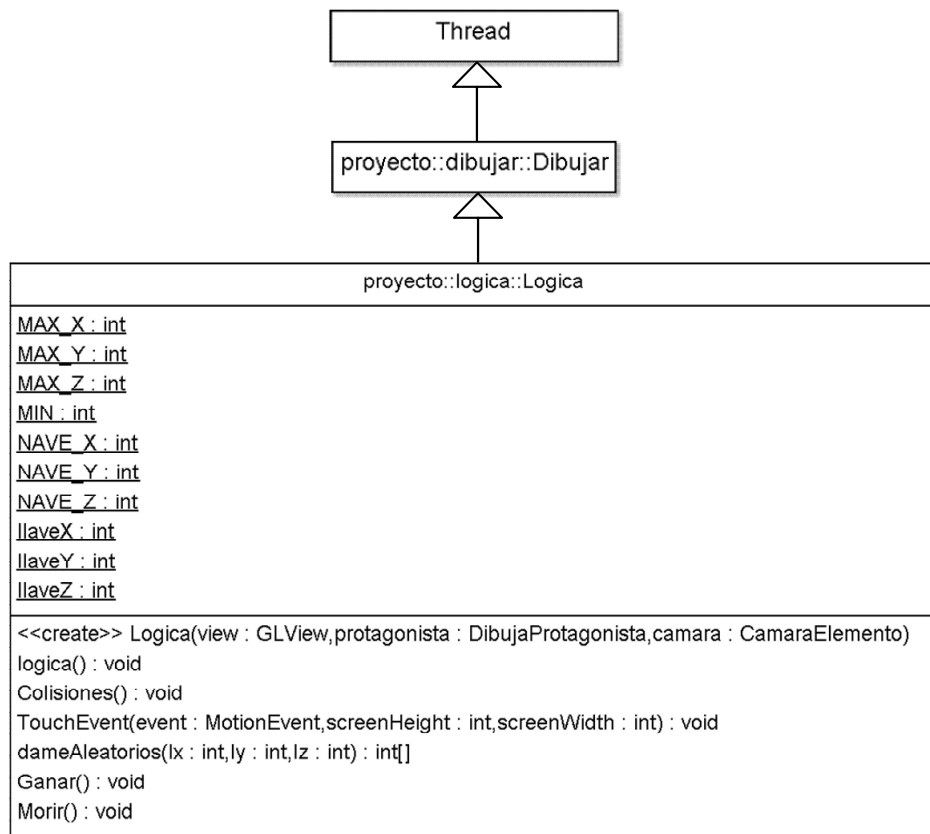 Thread
proyecto::dibujar::Dibujar
proyecto::logica::Logica
MAX_X : int
MAX_Y : int
MAX_Z : int
MIN : int
NAVE_X : int
NAVE_Y : int
NAVE_Z : int
llaveX : int
llaveY : int
llaveZ : int
<<create>> Logica(view : GLView,protagonista : DibujaProtagonista,camara : CamaraElemento)
logica() : void
Colisiones() : void
TouchEvent(event : MotionEvent,screenHeight : int,screenWidth : int) : void
dameAleatorios(lx : int,ly : int,lz : int) : int[]
Ganar() : void
Morir() : void